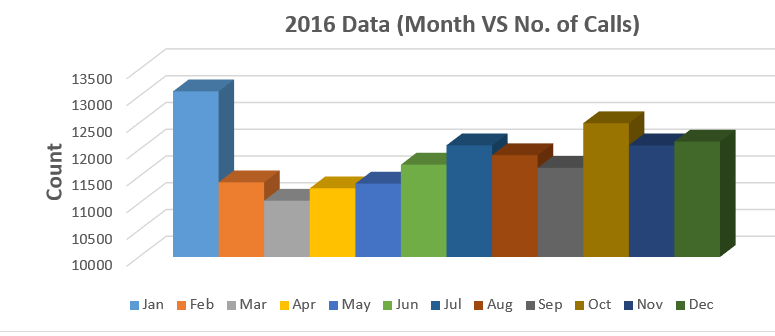 2016 Data (Month VS No. of Calls)
Count
13500
13000
12500
12000
11500
11000
10500
10000
Jan Feb Mar Apr May Jun Jul Aug Sep Oct Nov Dec